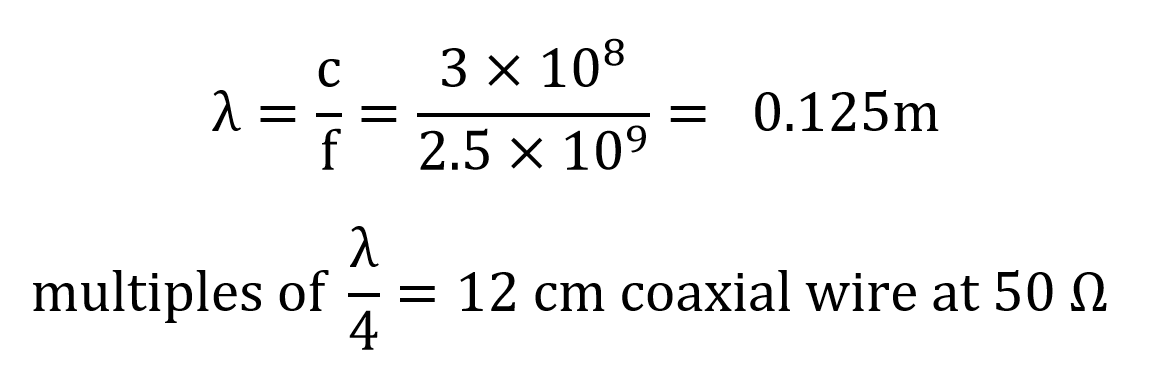 λ = c/f = (3 × 10⁸)/(2.5 × 10⁹) = 0.125m
multiples of λ/4 = 12 cm coaxial wire at 50 Ω